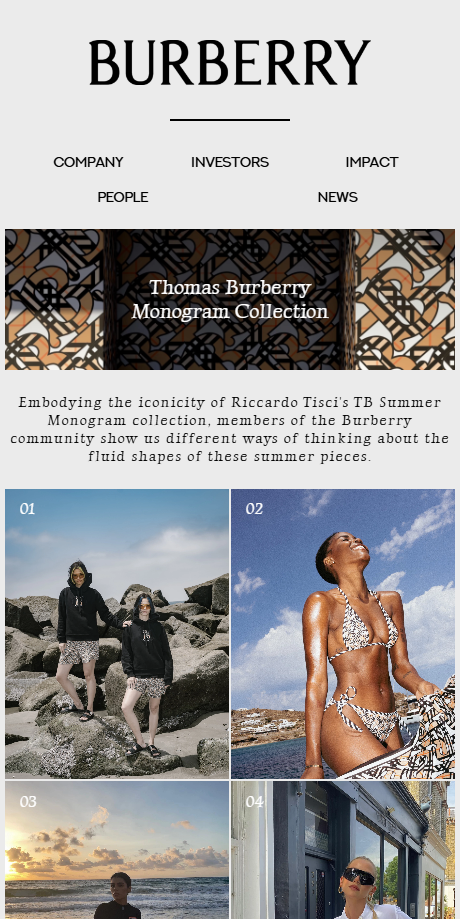 BURBERRY
COMPANY INVESTORS IMPACT
PEOPLE NEWS
Thomas Burberry
Monogram Collection
Embodying the iconicity of Riccardo Tisci's TB Summer
Monogram collection, members of the Burberry
community show us different ways of thinking about the
fluid shapes of these summer pieces.
01 02
03 04